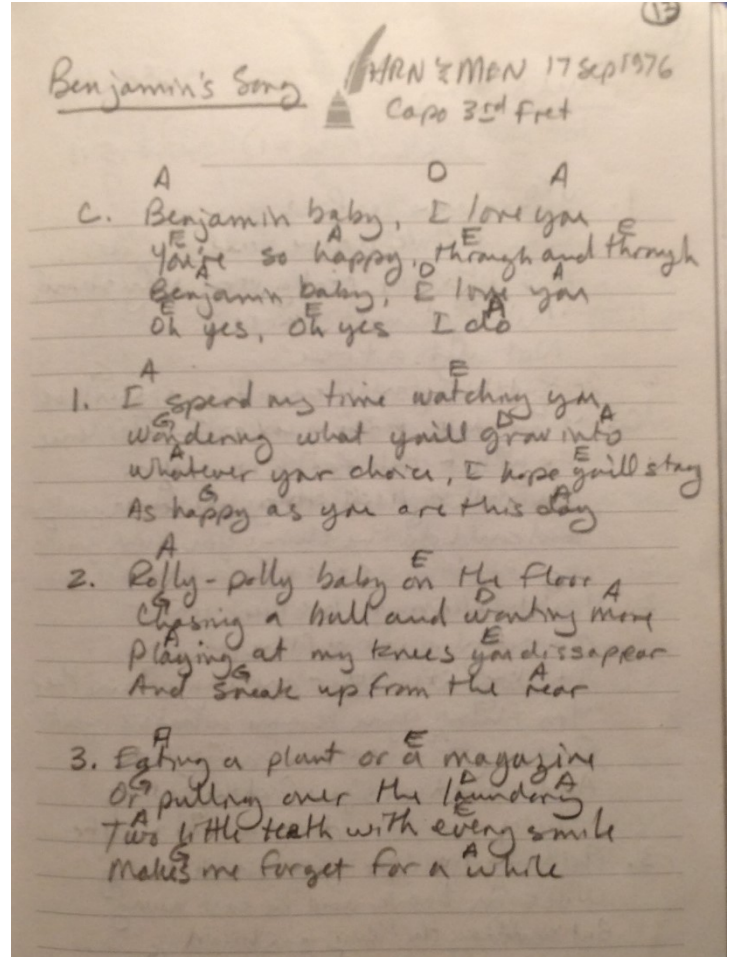 13
Benjamin's Song HRN & MEN 17 Sep 1976
Capo 3rd Fret
A D A
C. Benjamin baby, I love you
E A E E
You're so happy, through and through
A D A
Benjamin baby, I love you
E E A
Oh yes, Oh yes I do
A E
1. I spend my time watching you
G D A
Wondering what you'll grow into
A E
Whatever your choice, I hope you'll stay
G A
As happy as you are this day
A E
2. Rolly-polly baby on the floor
G D A
Chasing a ball and wanting more
A E
Playing at my knees you dissapear
G A
And sneak up from the rear
A E
3. Eating a plant or a magazine
G D A
Or pulling over the laundery
A E
Two little teeth with every smile
G A
Makes me forget for a while